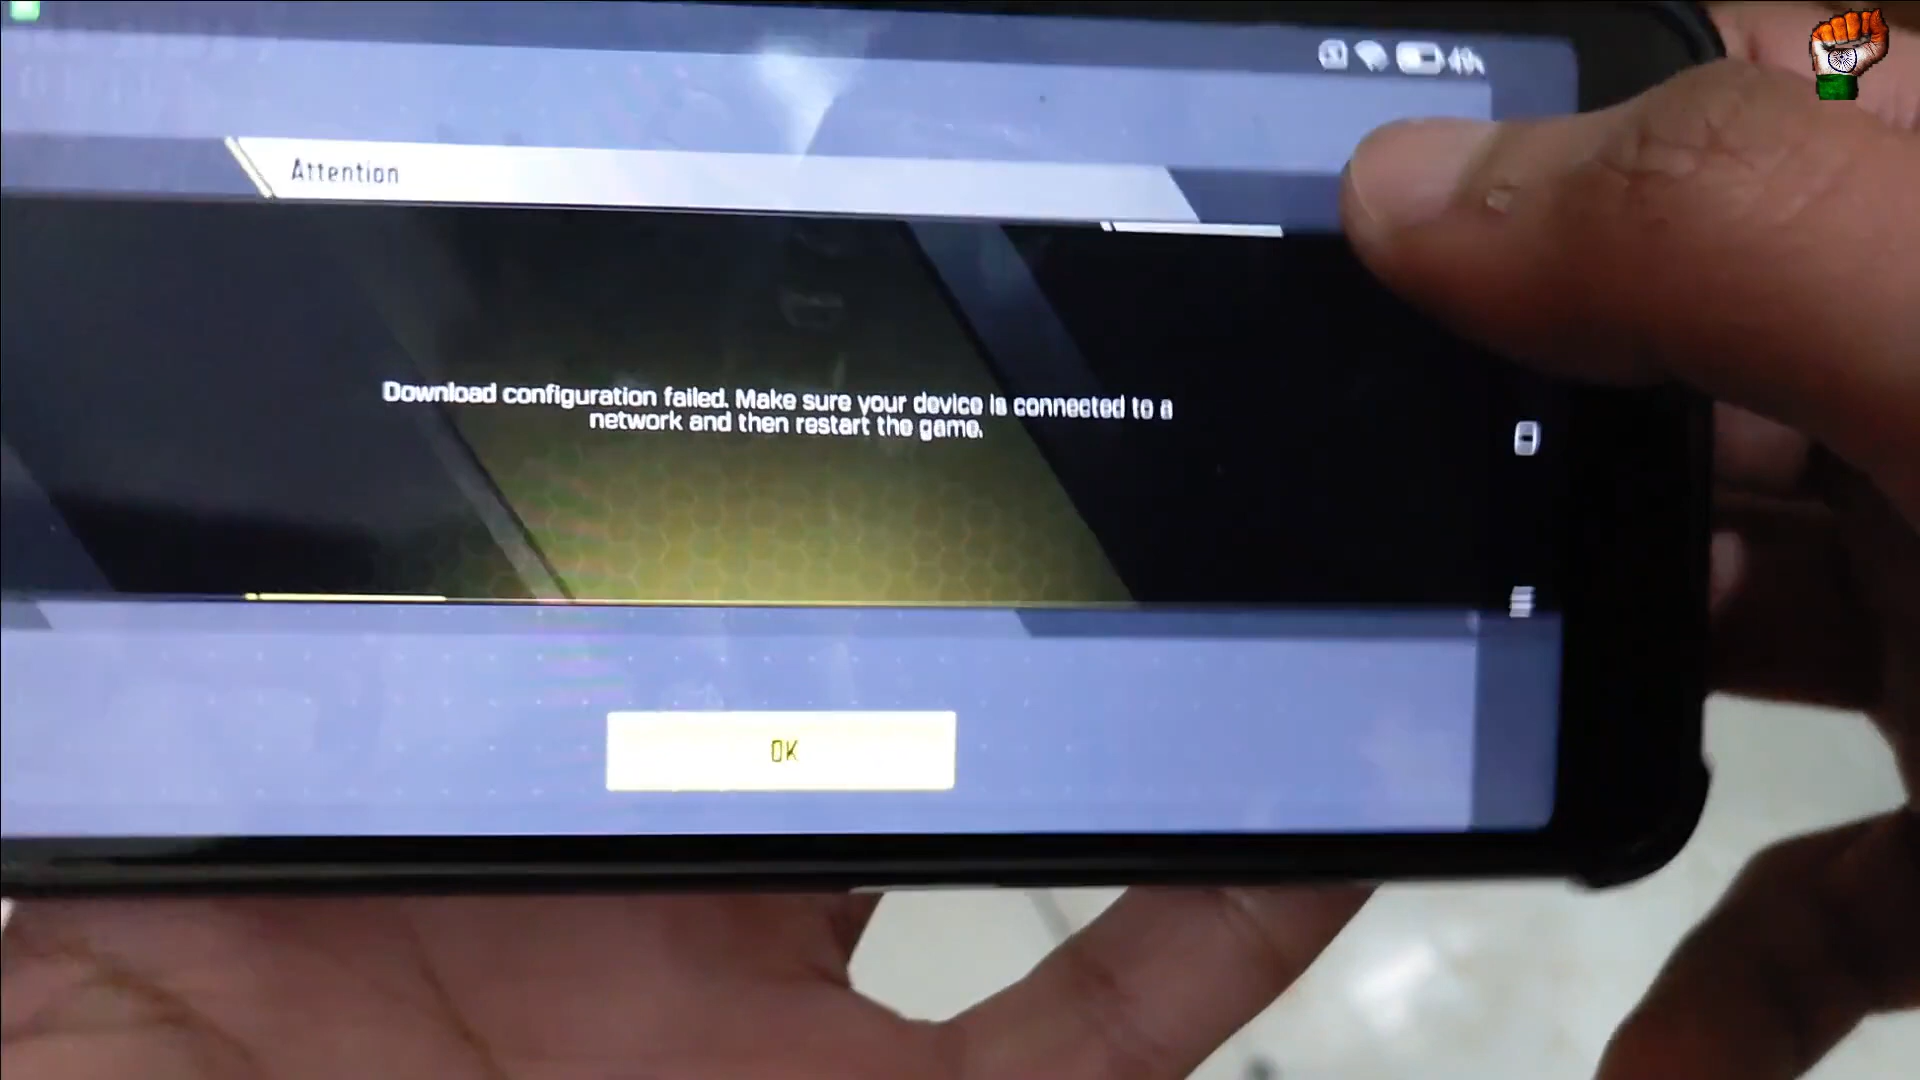 Attention
Download configuration failed. Make sure your device is connected to a
network and then restart the game.
OK